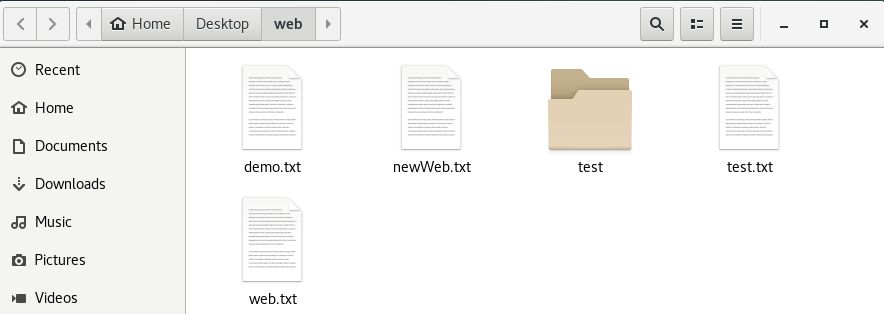 Home Desktop web
Recent
Home
Documents
Downloads
Music
Pictures
Videos
demo.txt newWeb.txt test test.txt
web.txt